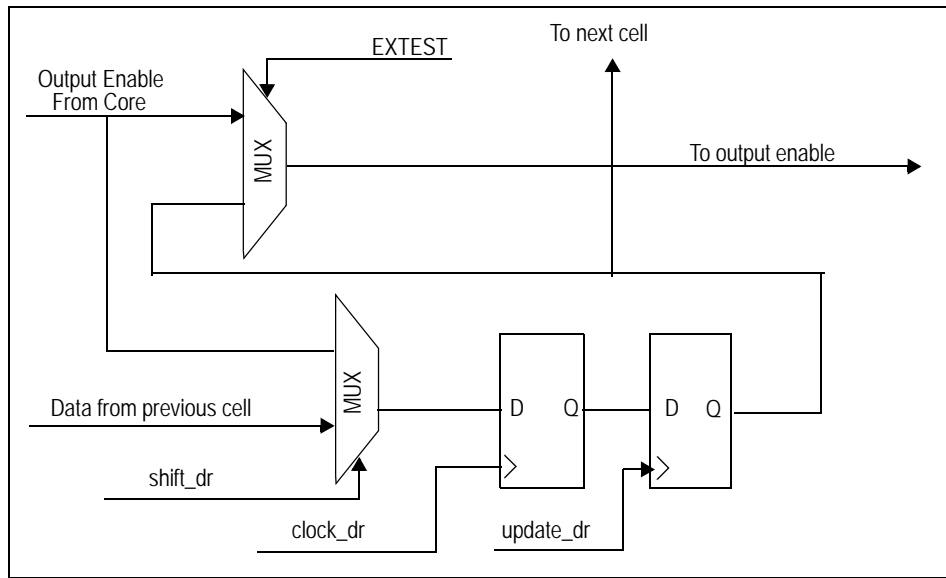 EXTEST
To next cell
Output Enable
From Core
MUX
To output enable
MUX
D
Q
D
Q
Data from previous cell
shift_dr
clock_dr
update_dr